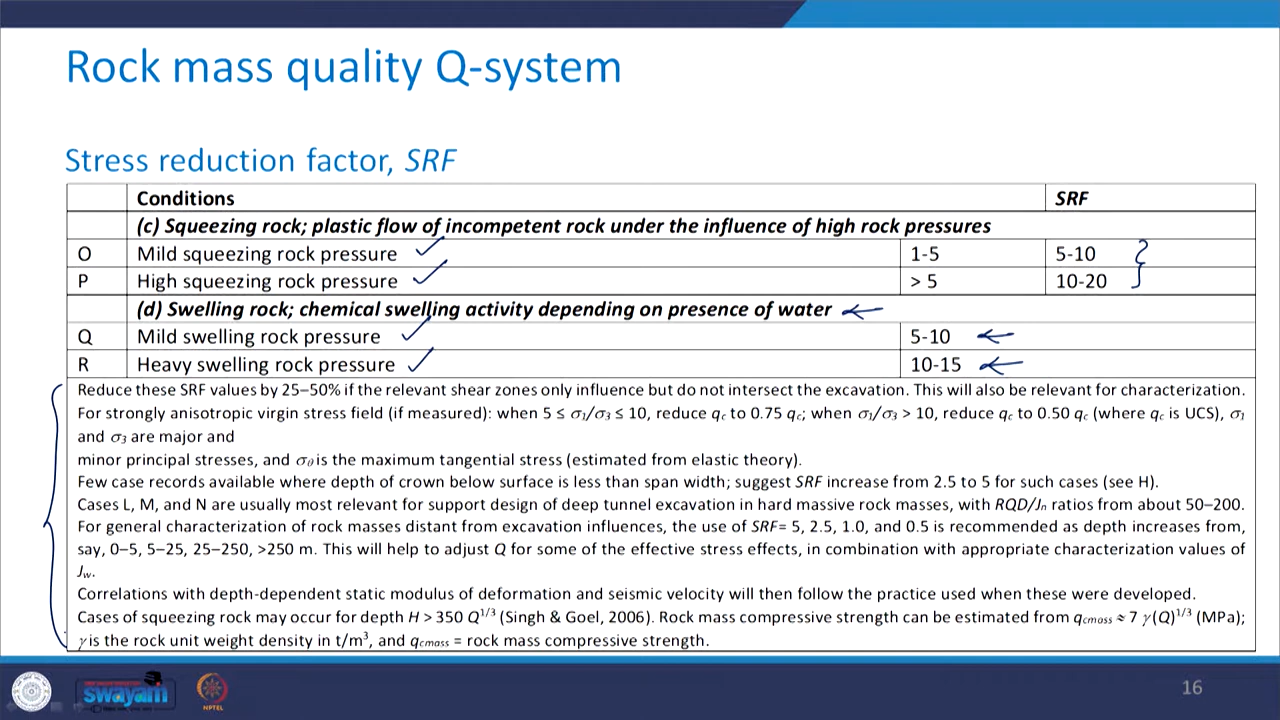 Rock mass quality Q-system
Stress reduction factor, SRF
Conditions SRF
(c) Squeezing rock; plastic flow of incompetent rock under the influence of high rock pressures
O Mild squeezing rock pressure 1-5 5-10
P High squeezing rock pressure > 5 10-20
(d) Swelling rock; chemical swelling activity depending on presence of water
Q Mild swelling rock pressure 5-10
R Heavy swelling rock pressure 10-15
Reduce these SRF values by 25–50% if the relevant shear zones only influence but do not intersect the excavation. This will also be relevant for characterization.
For strongly anisotropic virgin stress field (if measured): when 5 ≤ σ1/σ3 ≤ 10, reduce qc to 0.75 qc; when σ1/σ3 > 10, reduce qc to 0.50 qc (where qc is UCS), σ1
and σ3 are major and
minor principal stresses, and σθ is the maximum tangential stress (estimated from elastic theory).
Few case records available where depth of crown below surface is less than span width; suggest SRF increase from 2.5 to 5 for such cases (see H).
Cases L, M, and N are usually most relevant for support design of deep tunnel excavation in hard massive rock masses, with RQD/Jn ratios from about 50–200.
For general characterization of rock masses distant from excavation influences, the use of SRF= 5, 2.5, 1.0, and 0.5 is recommended as depth increases from,
say, 0–5, 5–25, 25–250, >250 m. This will help to adjust Q for some of the effective stress effects, in combination with appropriate characterization values of
Jw.
Correlations with depth-dependent static modulus of deformation and seismic velocity will then follow the practice used when these were developed.
Cases of squeezing rock may occur for depth H > 350 Q1/3 (Singh & Goel, 2006). Rock mass compressive strength can be estimated from qcmass ≈ 7 γ(Q)1/3 (MPa);
γ is the rock unit weight density in t/m3, and qcmass = rock mass compressive strength.
swayam NPTEL 16